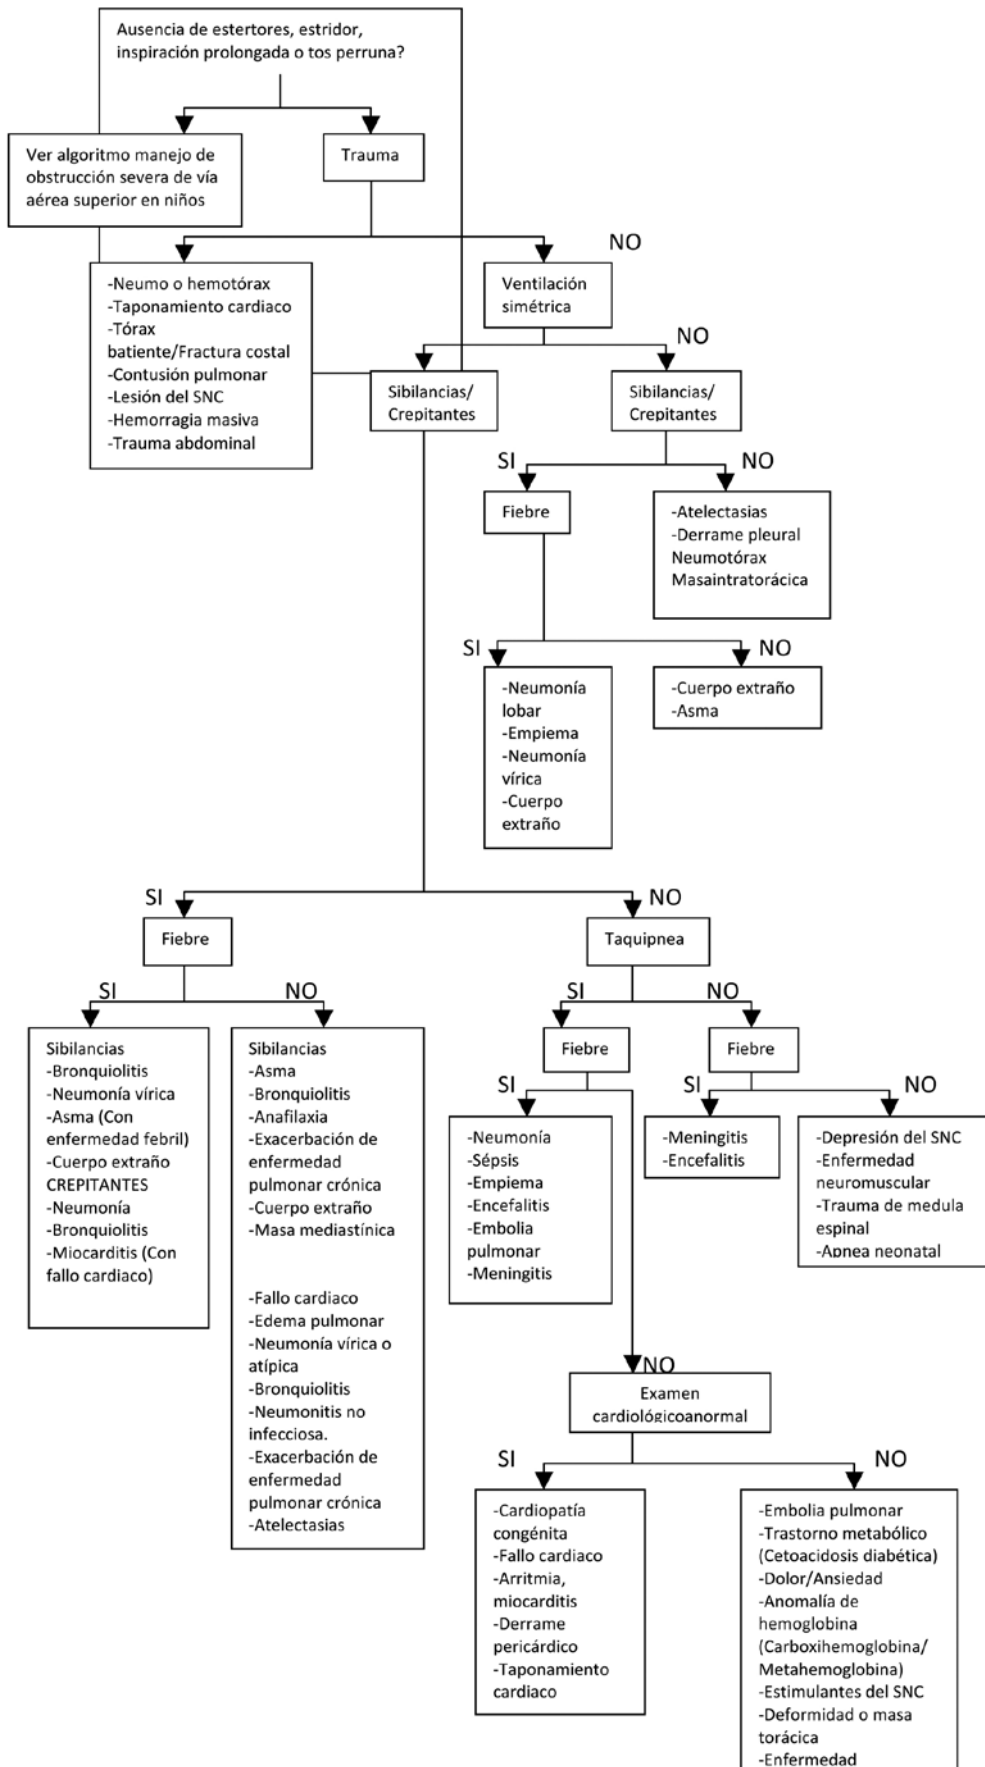 Ausencia de estertores, estridor,
inspiración prolongada o tos perruna?
Ver algoritmo manejo de
obstrucción severa de vía
aérea superior en niños
Trauma
NO
-Neumo o hemotórax
-Taponamiento cardiaco
-Tórax
batiente/Fractura costal
-Contusión pulmonar
-Lesión del SNC
-Hemorragia masiva
-Trauma abdominal
Ventilación
simétrica
NO
Sibilancias/
Crepitantes
Sibilancias/
Crepitantes
SI
NO
Fiebre
-Atelectasias
-Derrame pleural
Neumotórax
Masaintratorácica
SI
NO
-Neumonía
lobar
-Empiema
-Neumonía
vírica
-Cuerpo
extraño
-Cuerpo extraño
-Asma
SI
NO
Fiebre
Taquipnea
SI
NO
SI
NO
Sibilancias
-Bronquiolitis
-Neumonía vírica
-Asma (Con
enfermedad febril)
-Cuerpo extraño
CREPITANTES
-Neumonía
-Bronquiolitis
-Miocarditis (Con
fallo cardiaco)
Sibilancias
-Asma
-Bronquiolitis
-Anafilaxia
-Exacerbación de
enfermedad
pulmonar crónica
-Cuerpo extraño
-Masa mediastínica
-Fallo cardiaco
-Edema pulmonar
-Neumonía vírica o
atípica
-Bronquiolitis
-Neumonitis no
infecciosa.
-Exacerbación de
enfermedad
pulmonar crónica
-Atelectasias
Fiebre
Fiebre
SI
SI
NO
-Neumonía
-Sépsis
-Empiema
-Encefalitis
-Embolia
pulmonar
-Meningitis
-Meningitis
-Encefalitis
-Depresión del SNC
-Enfermedad
neuromuscular
-Trauma de medula
espinal
-Apnea neonatal
NO
Examen
cardiológicoanormal
SI
NO
-Cardiopatía
congénita
-Fallo cardiaco
-Arritmia,
miocarditis
-Derrame
pericárdico
-Taponamiento
cardiaco
-Embolia pulmonar
-Trastorno metabólico
(Cetoacidosis diabética)
-Dolor/Ansiedad
-Anomalía de
hemoglobina
(Carboxihemoglobina/
Metahemoglobina)
-Estimulantes del SNC
-Deformidad o masa
torácica
-Enfermedad